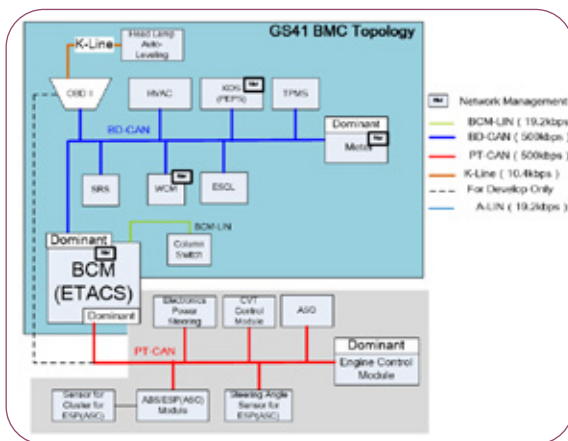 GS41 BMC Topology
K-Line
Head Lamp
Auto-
Leveling
OBD II
HVAC
KOS
(PEPS)
TPMS
BD-CAN
Dominant
Meter
SRS
WCM
ESCL
BCM-LIN
Dominant
BCM
(ETACS)
Dominant
Column
Switch
Electronics
Power
Steering
CVT
Control
Module
PT-CAN
Dominant
Engine Control
Module
Sensor for
Cluster for
ESP(ASC)
ABS/ESP(ASC)
Module
Steering Angle
Sensor for
ESP(ASC)
Network Management
BCM-LIN ( 19.2kbps )
BD-CAN ( 500kbps )
PT-CAN ( 500kbps )
K-Line ( 10.4kbps )
For Develop Only
A-LIN ( 19.2kbps )